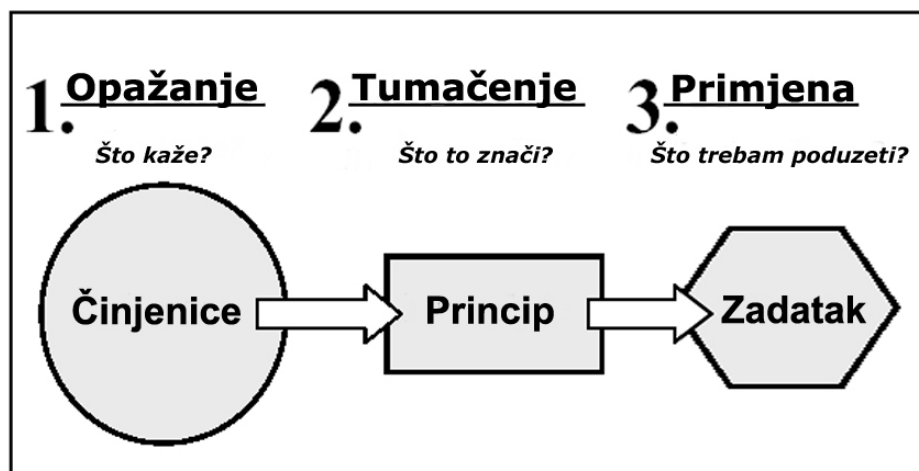 1. Opažanje
Što kaže?
Činjenice
2. Tumačenje
Što to znači?
Princip
3. Primjena
Što trebam poduzeti?
Zadatak